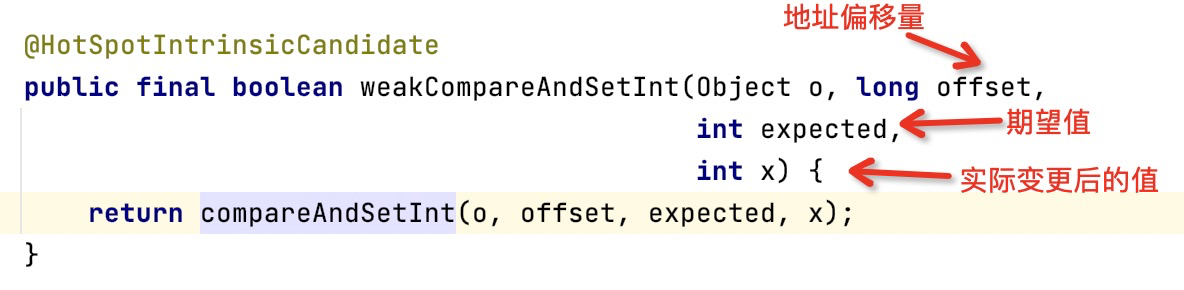 地址偏移量
@HotSpotIntrinsicCandidate
public final boolean weakCompareAndSetInt(Object o, long offset,
int expected,
期望值
int x) {
实际变更后的值
return compareAndSetInt(o, offset, expected, x);
}